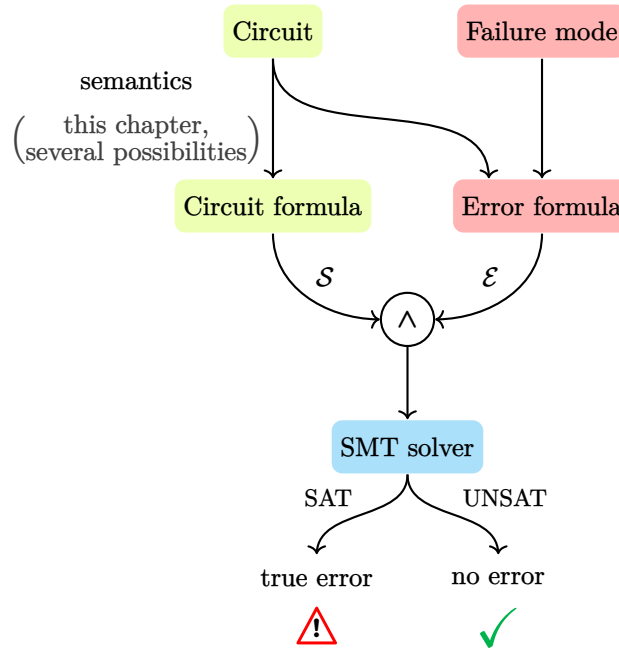 Circuit
Failure mode
semantics
(this chapter,
several possibilities)
Circuit formula
Error formula
𝒮
ℰ
∧
SMT solver
SAT
UNSAT
true error
no error
!